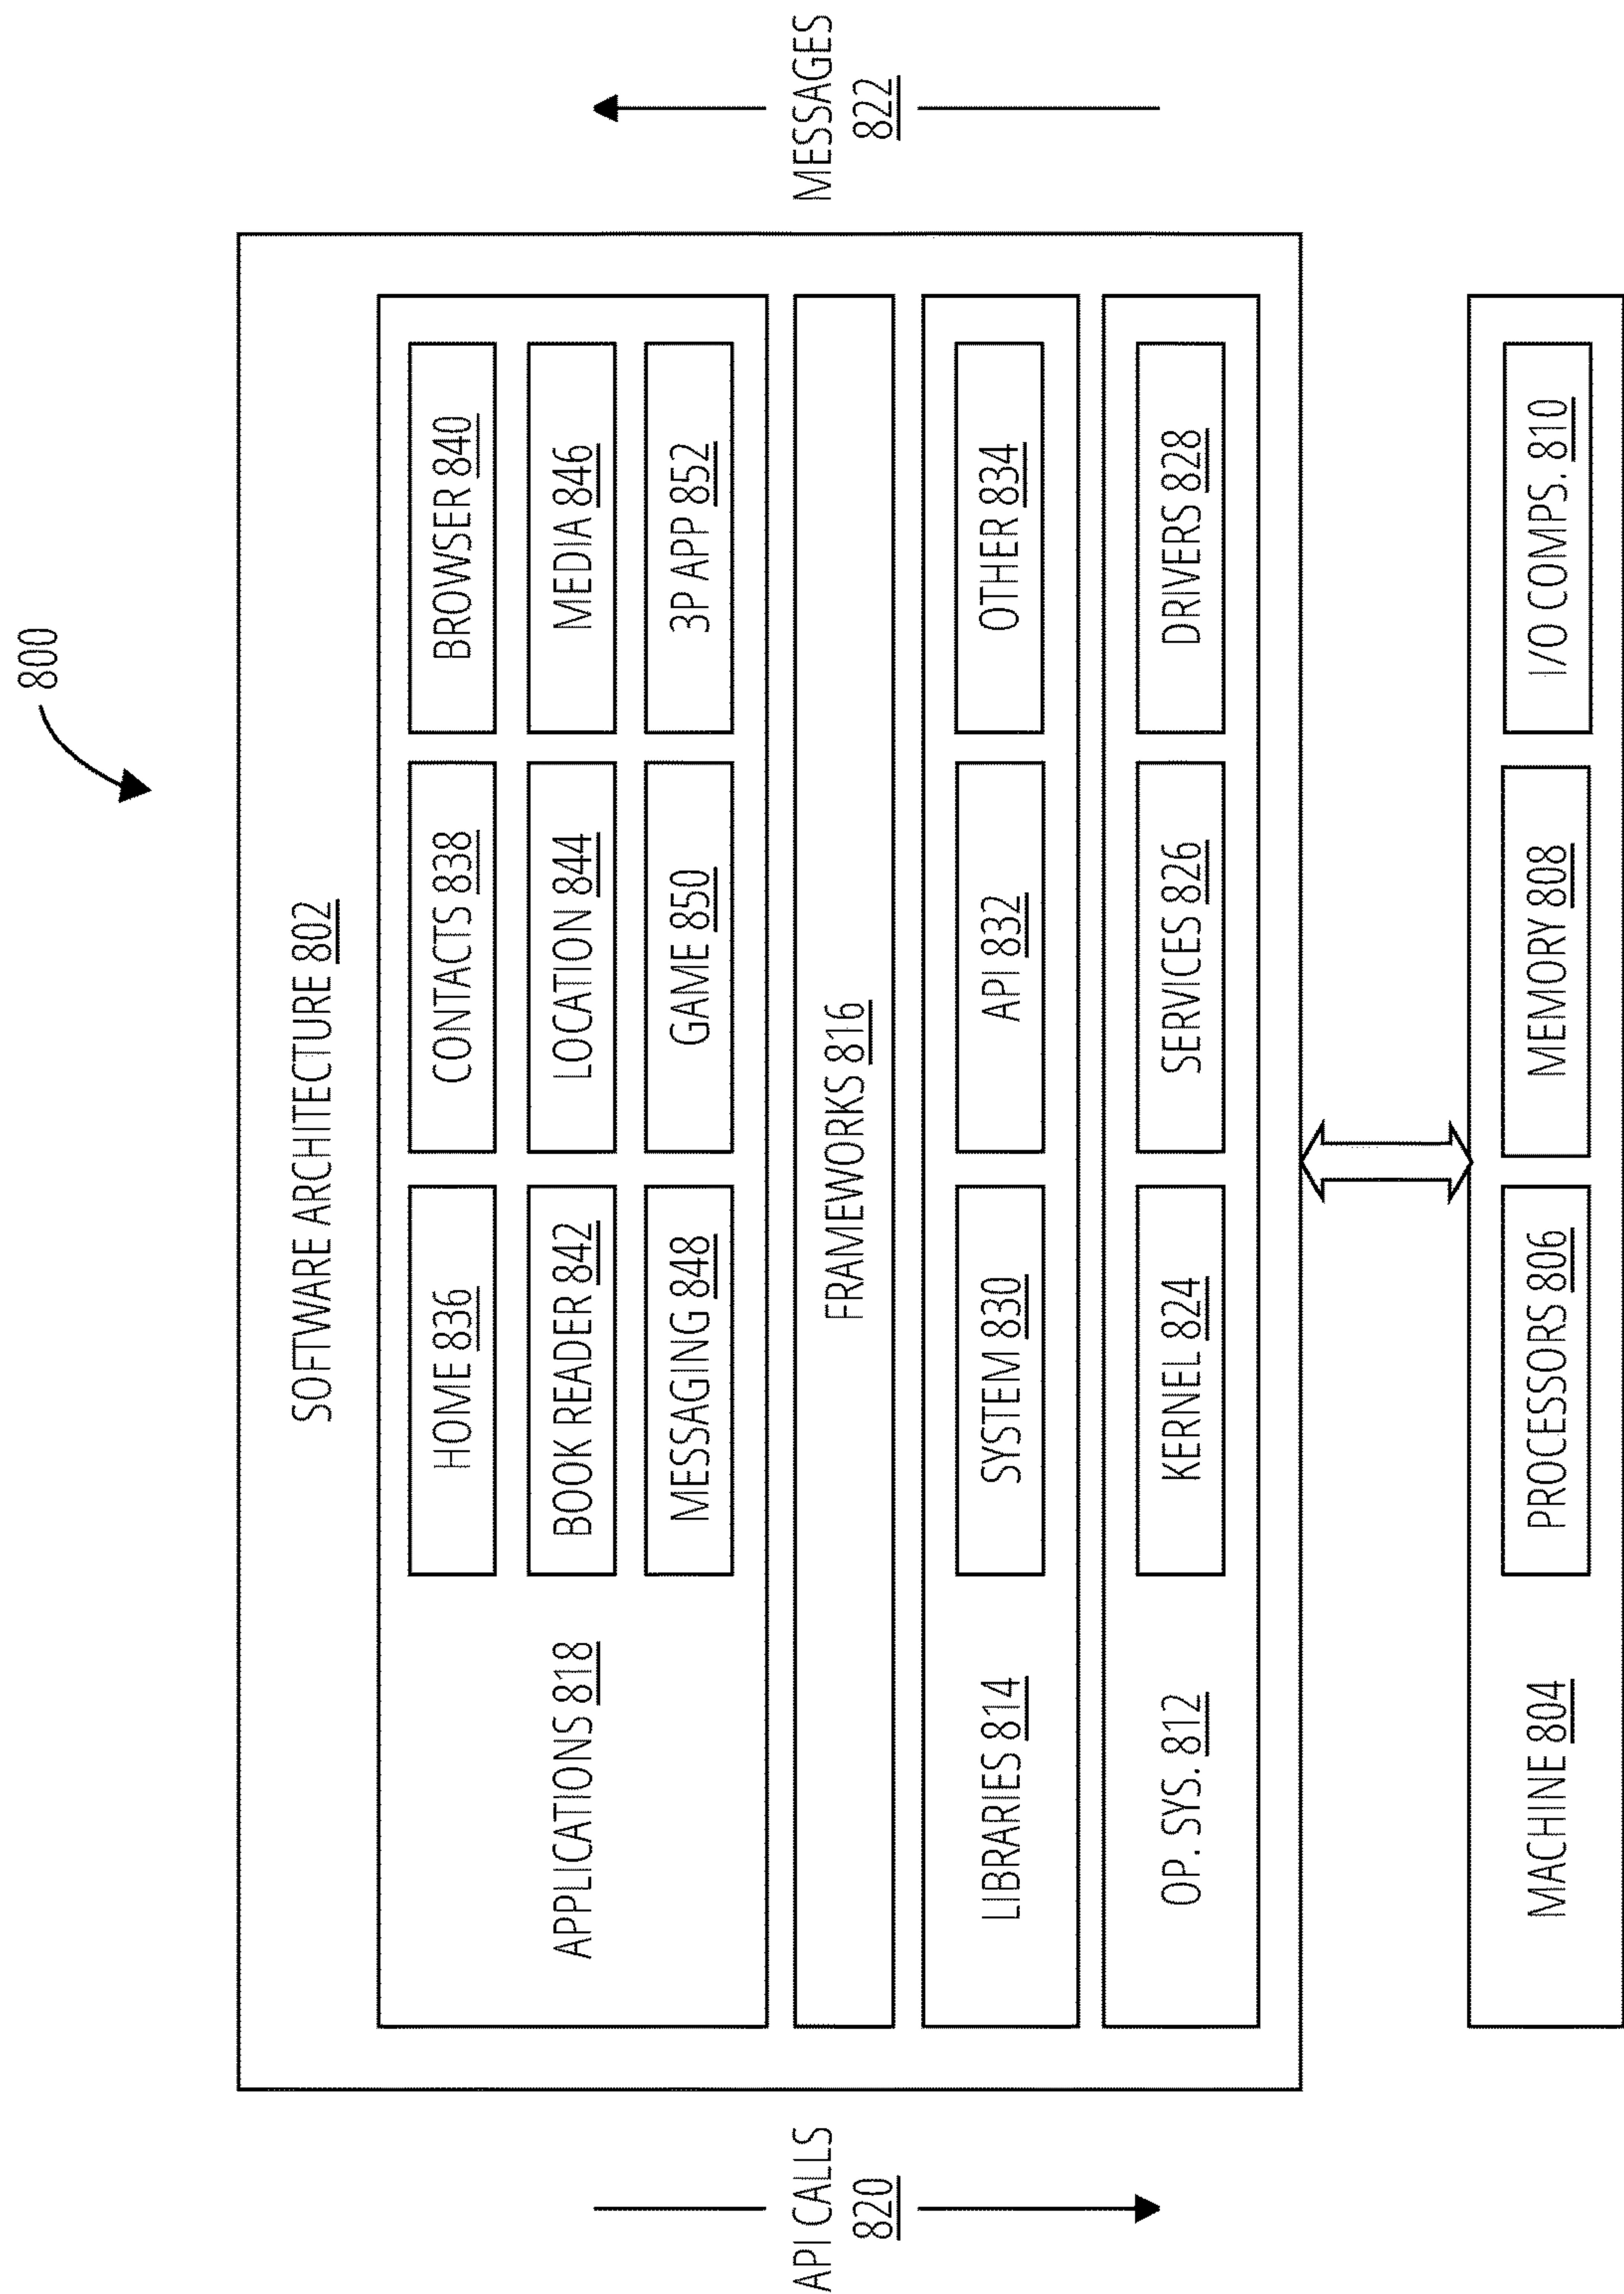 800
SOFTWARE ARCHITECTURE 802
APPLICATIONS 818
HOME 836
CONTACTS 838
BROWSER 840
BOOK READER 842
LOCATION 844
MEDIA 846
MESSAGING 848
GAME 850
3P APP 852
API CALLS
820
FRAMEWORKS 816
MESSAGES
822
LIBRARIES 814
SYSTEM 830
API 832
OTHER 834
OP. SYS. 812
KERNEL 824
SERVICES 826
DRIVERS 828
MACHINE 804
PROCESSORS 806
MEMORY 808
I/O COMPS. 810